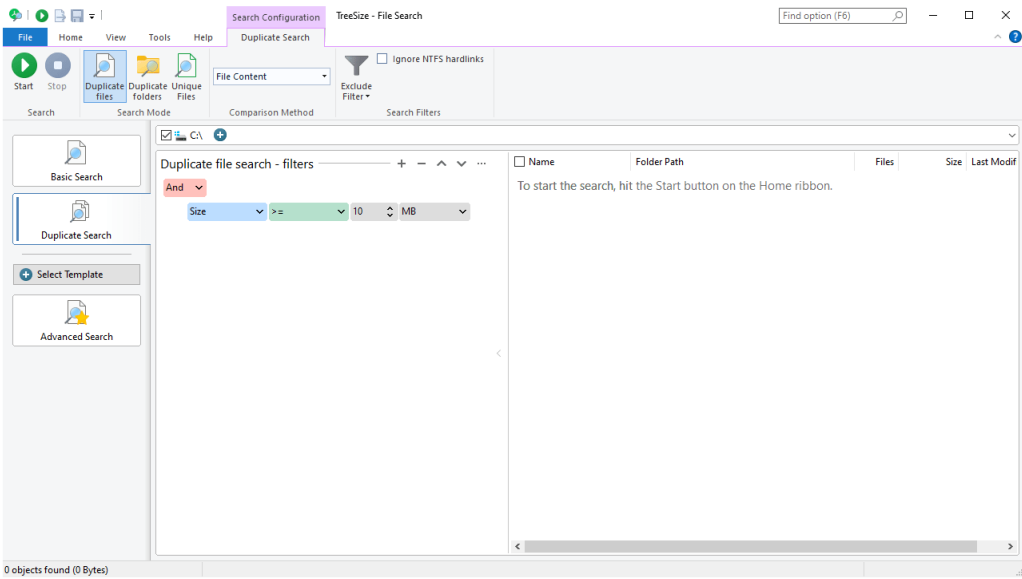 Search Configuration
TreeSize - File Search
Find option (F6)
File
Home
View
Tools
Help
Duplicate Search
?
Start
Stop
Duplicate files
Duplicate folders
Unique Files
File Content
Exclude Filter
Ignore NTFS hardlinks
Search
Search Mode
Comparison Method
Search Filters
Basic Search
Duplicate Search
Select Template
Advanced Search
C:\
Duplicate file search - filters
And
Size >= 10 MB
Name Folder Path Files Size Last Modif
To start the search, hit the Start button on the Home ribbon.
0 objects found (0 Bytes)